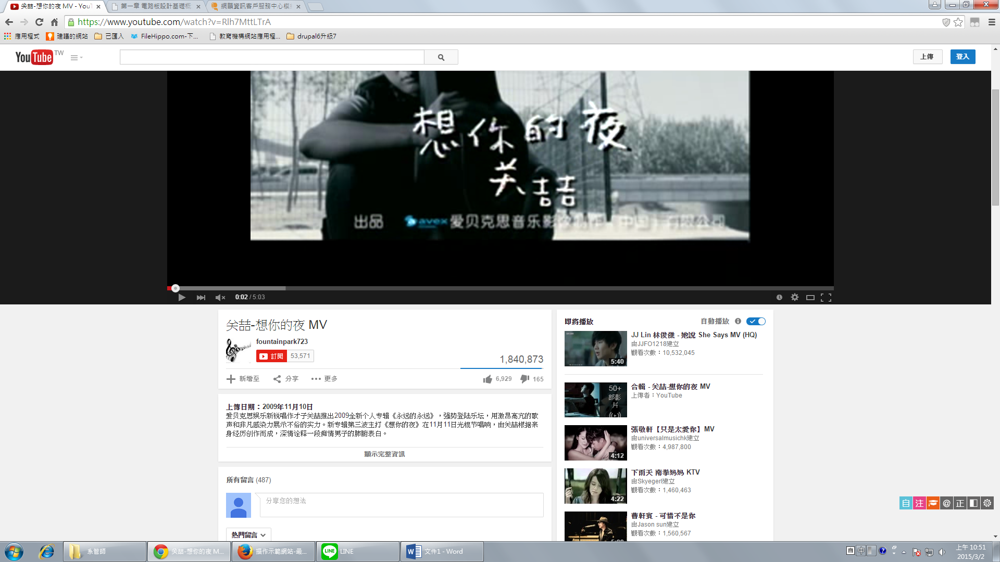 关喆-想你的夜 MV - YouT
第一章 電路板設計基礎概
網韻資訊客戶服務中心模
https://www.youtube.com/watch?v=Rlh7MttLTrA
應用程式 建議的網站 已匯入 FileHippo.com-下... 教育機構網站應用程... drupal6升級7
YouTube TW
上傳 登入
想你的夜
关喆
出品 avex 愛贝克思音乐影
0:02 / 5:03
关喆-想你的夜 MV
fountainpark723
訂閱 53,571
1,840,873
新增至 分享 更多 6,929 165
上傳日期：2009年11月10日
爱贝克思娱乐新锐唱作才子关喆推出2009全新个人专辑《永远的永远》，强势登陆乐坛，用激昂高亢的歌
声和非凡感染力展示不俗的实力。新专辑第三波主打《想你的夜》在11月11日光棍节唱响，由关喆根据亲
身经历创作而成，深情诠释一段痴情男子的肺腑表白。
顯示完整資訊
所有留言 (487)
分享您的想法
熱門留言
即將播放 自動播放
JJ Lin 林俊傑 - 她說 She Says MV (HQ)
由JJFO1218建立
觀看次數：10,532,045
5:40
合輯 - 关喆-想你的夜 MV
上傳者：YouTube
50+
部影
片
張敬軒【只是太愛你】MV
由universalmusichk建立
觀看次數：4,987,800
4:12
下雨天 南拳妈妈 KTV
由Skyegerl建立
觀看次數：1,460,463
4:22
曹軒賓 - 可惜不是你
由Jason sun建立
觀看次數：1,560,567
自 注 @ 正
系管師
关喆-想你的夜 M...
操作示範網站-最...
LINE
文件1 - Word
自 中
上午 10:51
2015/3/2